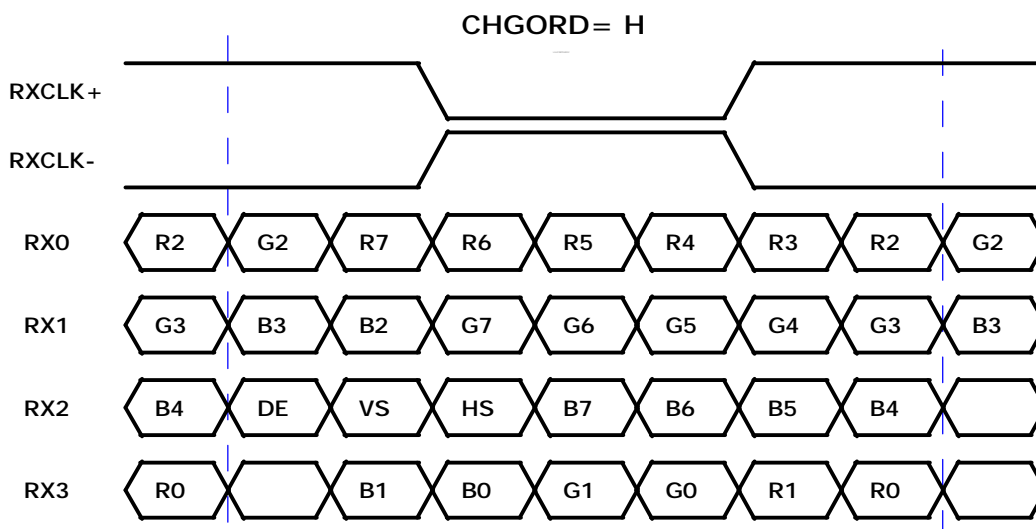 CHGORD= H
RXCLK+
RXCLK-
RX0 R2 G2 R7 R6 R5 R4 R3 R2 G2
RX1 G3 B3 B2 G7 G6 G5 G4 G3 B3
RX2 B4 DE VS HS B7 B6 B5 B4
RX3 R0 B1 B0 G1 G0 R1 R0